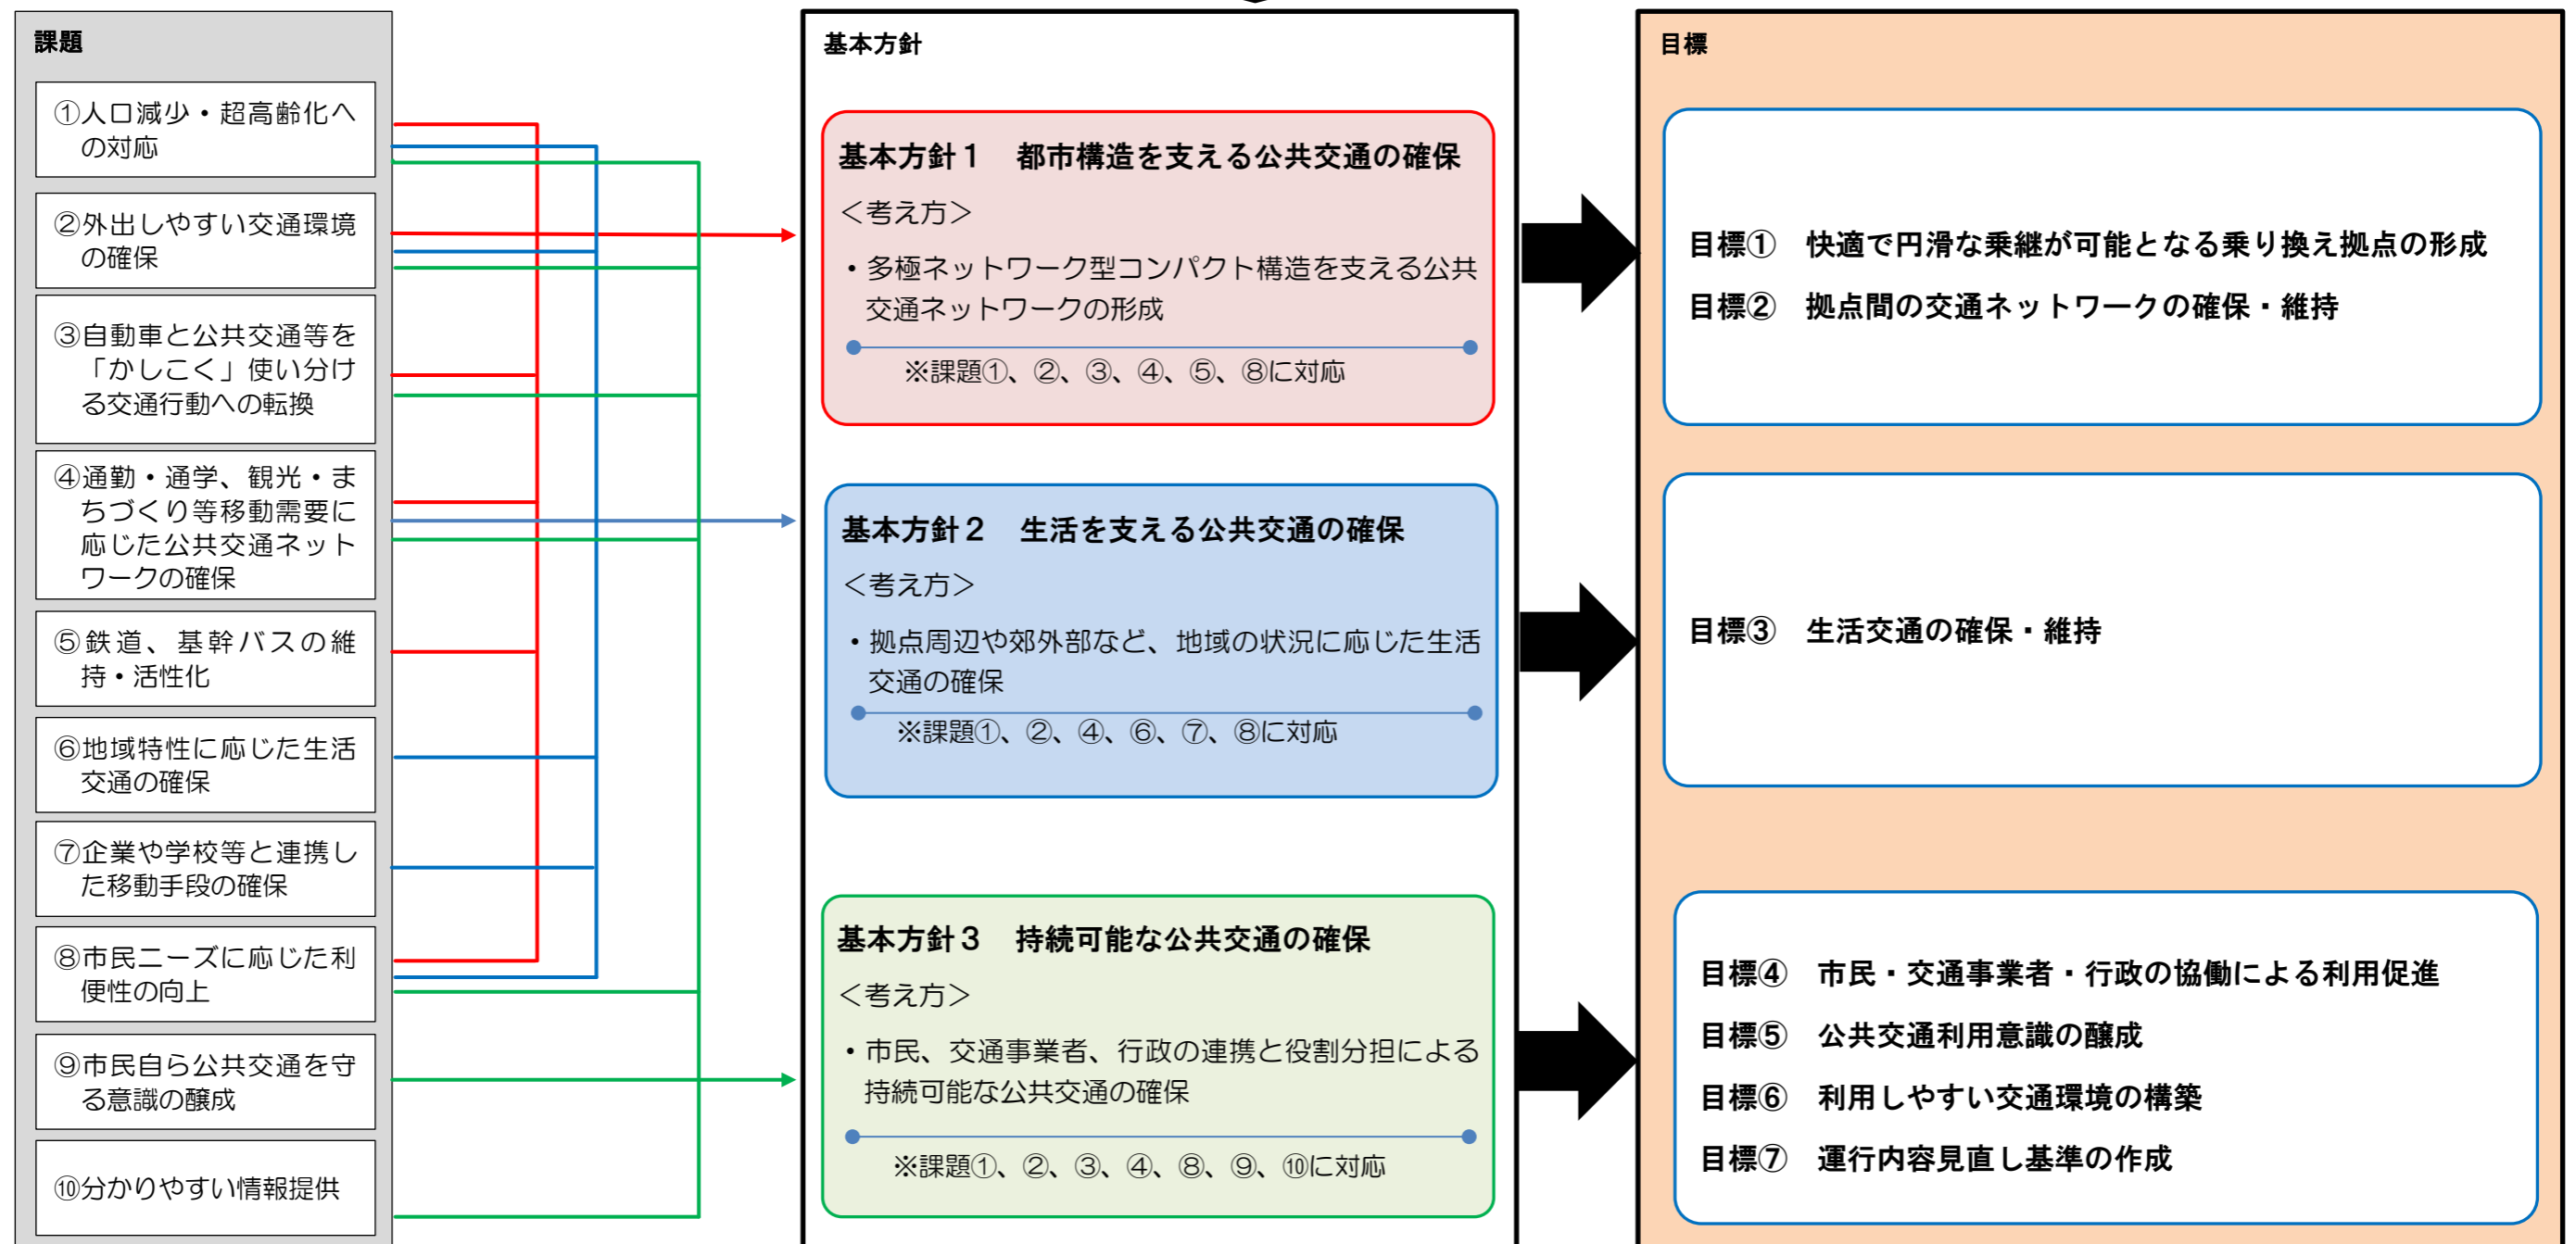 課題
①人口減少・超高齢化へ
の対応
②外出しやすい交通環境
の確保
③自動車と公共交通等を
「かしこく」使い分け
る交通行動への転換
④通勤・通学、観光・ま
ちづくり等移動需要に
応じた公共交通ネット
ワークの確保
⑤鉄道、基幹バスの維
持・活性化
⑥地域特性に応じた生活
交通の確保
⑦企業や学校等と連携し
た移動手段の確保
⑧市民ニーズに応じた利
便性の向上
⑨市民自ら公共交通を守
る意識の醸成
⑩分かりやすい情報提供
基本方針
基本方針１　都市構造を支える公共交通の確保
＜考え方＞
・多極ネットワーク型コンパクト構造を支える公共
交通ネットワークの形成
※課題①、②、③、④、⑤、⑧に対応
基本方針２　生活を支える公共交通の確保
＜考え方＞
・拠点周辺や郊外部など、地域の状況に応じた生活
交通の確保
※課題①、②、④、⑥、⑦、⑧に対応
基本方針３　持続可能な公共交通の確保
＜考え方＞
・市民、交通事業者、行政の連携と役割分担による
持続可能な公共交通の確保
※課題①、②、③、④、⑧、⑨、⑩に対応
目標
目標①　快適で円滑な乗継が可能となる乗り換え拠点の形成
目標②　拠点間の交通ネットワークの確保・維持
目標③　生活交通の確保・維持
目標④　市民・交通事業者・行政の協働による利用促進
目標⑤　公共交通利用意識の醸成
目標⑥　利用しやすい交通環境の構築
目標⑦　運行内容見直し基準の作成